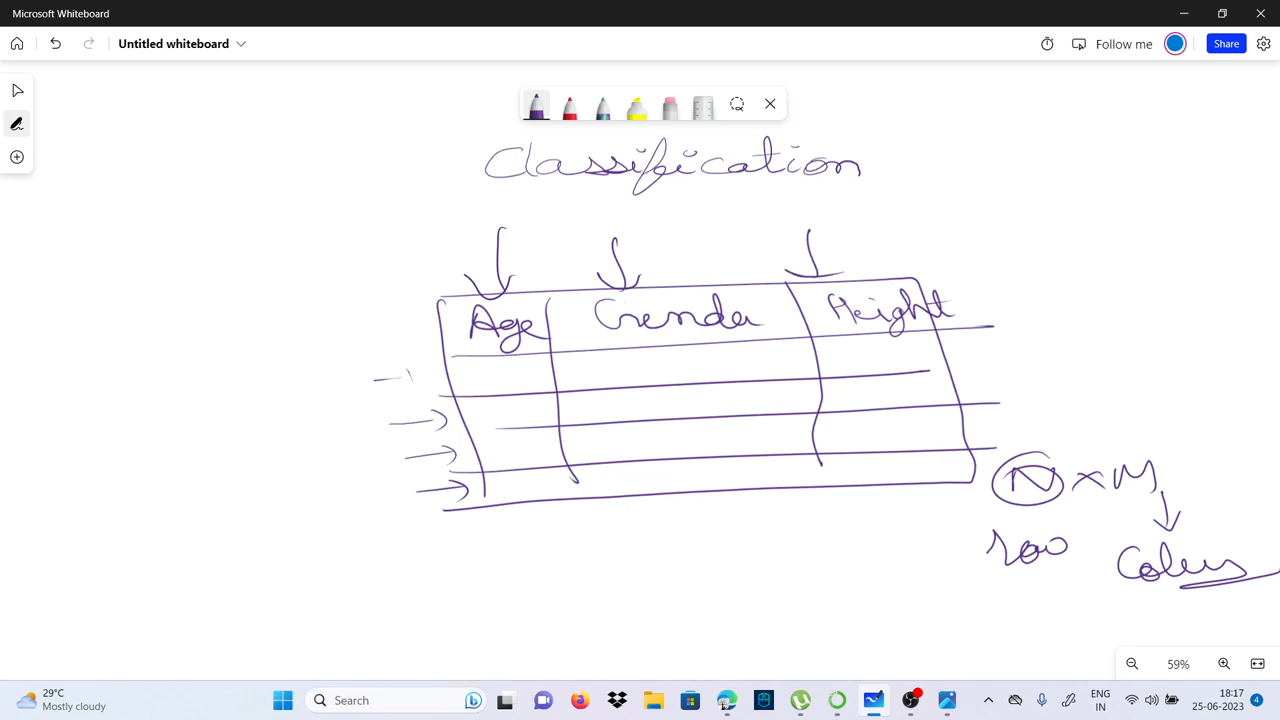 Microsoft Whiteboard
Untitled whiteboard
Follow me
Share
Classification
Age Gender Height
N × M
row
59%
29°C
Mostly cloudy
Search
ENG
IN
18:17
25-06-2023
4